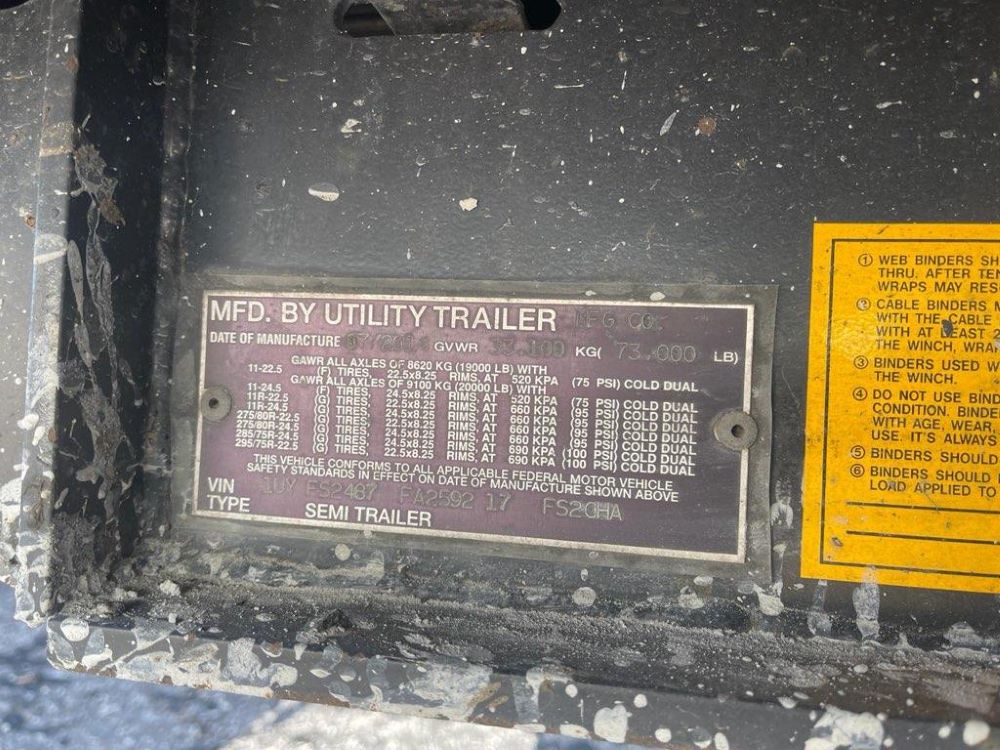 MFD. BY UTILITY TRAILER MFG CO.
DATE OF MANUFACTURE GVWR KG( 73,000 LB)
GAWR ALL AXLES OF 8620 KG (19000 LB) WITH
11-22.5 (F) TIRES, 22.5x8.25 RIMS, AT 520 KPA (75 PSI) COLD DUAL
GAWR ALL AXLES OF 9100 KG (20000 LB) WITH
11-24.5 (F) TIRES, 24.5x8.25 RIMS, AT 520 KPA (75 PSI) COLD DUAL
11R-22.5 (G) TIRES, 22.5x8.25 RIMS, AT 660 KPA (95 PSI) COLD DUAL
11R-24.5 (G) TIRES, 24.5x8.25 RIMS, AT 660 KPA (95 PSI) COLD DUAL
275/80R-22.5 (G) TIRES, 22.5x8.25 RIMS, AT 660 KPA (95 PSI) COLD DUAL
275/80R-24.5 (G) TIRES, 24.5x8.25 RIMS, AT 660 KPA (95 PSI) COLD DUAL
285/75R-24.5 (G) TIRES, 24.5x8.25 RIMS, AT 690 KPA (100 PSI) COLD DUAL
295/75R-22.5 (G) TIRES, 22.5x8.25 RIMS, AT 690 KPA (100 PSI) COLD DUAL
THIS VEHICLE CONFORMS TO ALL APPLICABLE FEDERAL MOTOR VEHICLE
SAFETY STANDARDS IN EFFECT ON DATE OF MANUFACTURE SHOWN ABOVE
VIN 1UY FS2487 FA2592 17 FS2CHA
TYPE SEMI TRAILER
① WEB BINDERS
THRU. AFTER
WRAPS MAY
② CABLE BINDERS
WITH THE CABLE
WITH AT LEAST
THE WINCH,
③ BINDERS USED
THE WINCH.
④ DO NOT USE
CONDITION.
WITH AGE, WEAR,
USE. IT'S ALWAYS
⑤ BINDERS SHOULD
⑥ BINDERS SHOULD
LOAD APPLIED TO